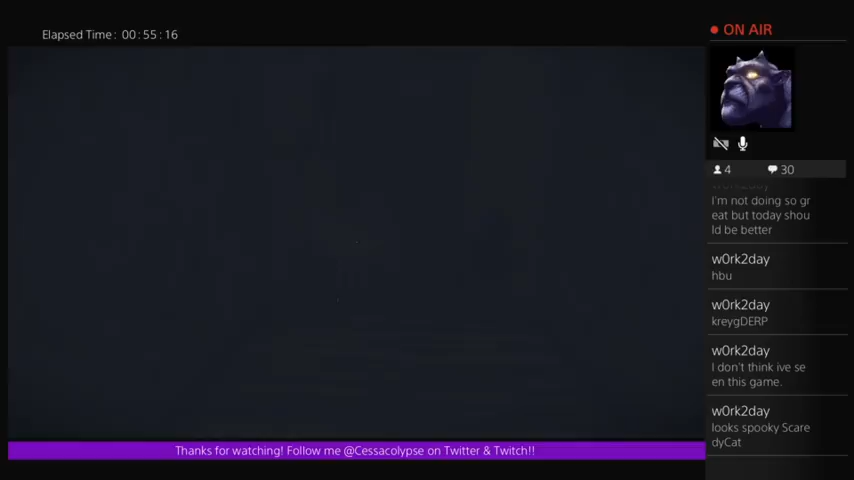 Elapsed Time: 00:55:16
ON AIR
4
30
I'm not doing so gr
eat but today shou
ld be better
w0rk2day
hbu
w0rk2day
kreygDERP
w0rk2day
I don't think ive se
en this game.
w0rk2day
looks spooky Scare
dyCat
Thanks for watching! Follow me @Cessacolypse on Twitter & Twitch!!